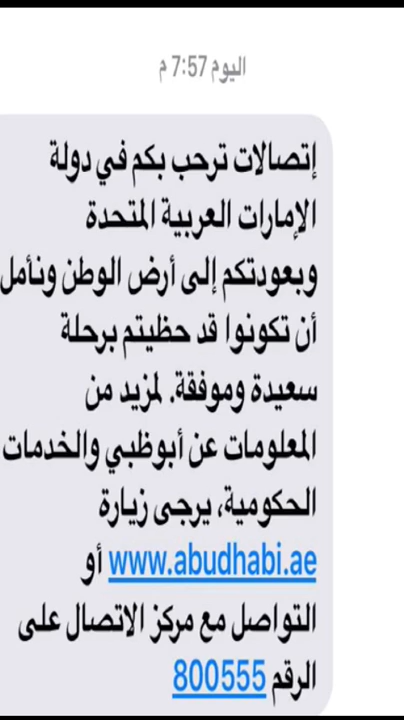 اليوم 7:57 م
إتصالات ترحب بكم في دولة
الإمارات العربية المتحدة
وبعودتكم إلى أرض الوطن ونأمل
أن تكونوا قد حظيتم برحلة
سعيدة وموفقة. لمزيد من
المعلومات عن أبوظبي والخدمات
الحكومية، يرجى زيارة
www.abudhabi.ae أو
التواصل مع مركز الاتصال على
الرقم 800555